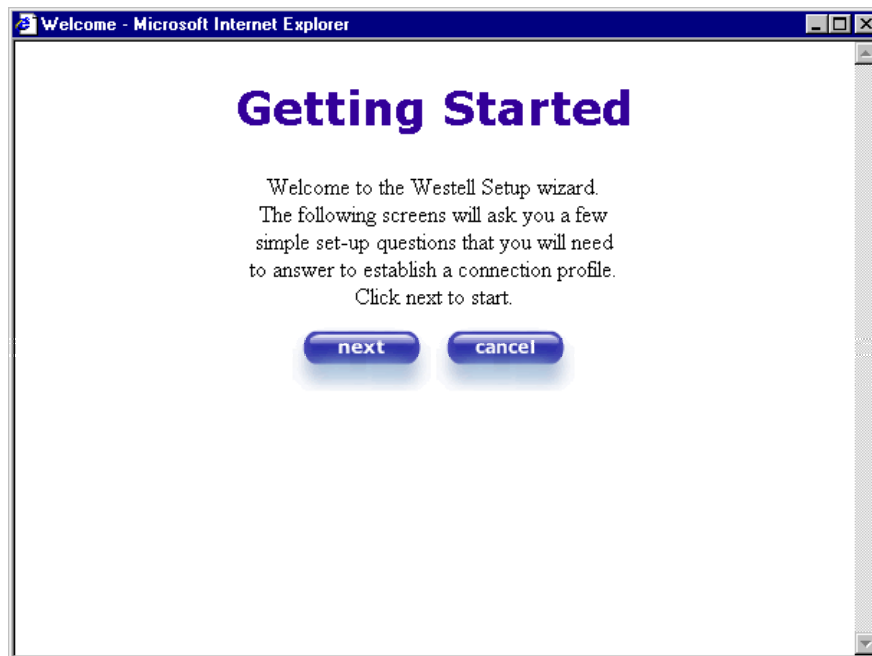 Welcome - Microsoft Internet Explorer
Getting Started
Welcome to the Westell Setup wizard.
The following screens will ask you a few
simple set-up questions that you will need
to answer to establish a connection profile.
Click next to start.
next cancel